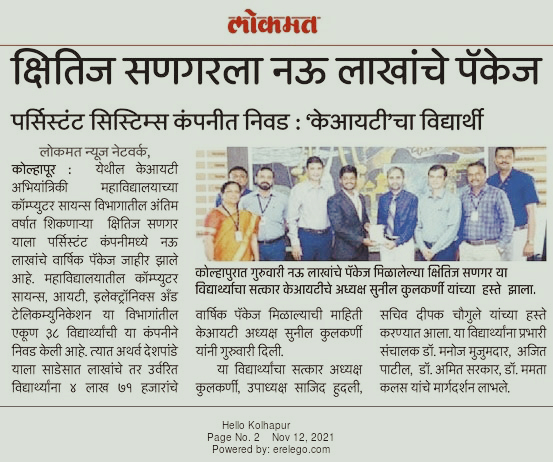 लोकमत
क्षितिज सणगरला नऊ लाखांचे पॅकेज
पर्सिस्टंट सिस्टिम्स कंपनीत निवड : ‘केआयटी’चा विद्यार्थी
लोकमत न्यूज नेटवर्क,
कोल्हापूर : येथील केआयटी
अभियांत्रिकी महाविद्यालयाच्या
कॉम्प्युटर सायन्स विभागातील अंतिम
वर्षात शिकणाऱ्या क्षितिज सणगर
याला पर्सिस्टंट कंपनीमध्ये नऊ
लाखांचे वार्षिक पॅकेज जाहीर झाले
आहे. महाविद्यालयातील कॉम्प्युटर
सायन्स, आयटी, इलेक्ट्रॉनिक्स अँड
टेलिकम्युनिकेशन या विभागांतील
एकूण ३८ विद्यार्थ्यांची या कंपनीने
निवड केली आहे. त्यात अथर्व देशपांडे
याला साडेसात लाखांचे तर उर्वरित
विद्यार्थ्यांना ४ लाख ७१ हजारांचे
कोल्हापुरात गुरुवारी नऊ लाखांचे पॅकेज मिळालेल्या क्षितिज सणगर या
विद्यार्थ्याचा सत्कार केआयटीचे अध्यक्ष सुनील कुलकर्णी यांच्या हस्ते झाला.
वार्षिक पॅकेज मिळाल्याची माहिती
केआयटी अध्यक्ष सुनील कुलकर्णी
यांनी गुरुवारी दिली.
या विद्यार्थ्यांचा सत्कार अध्यक्ष
कुलकर्णी, उपाध्यक्ष साजिद हुदली,
सचिव दीपक चौगुले यांच्या हस्ते
करण्यात आला. या विद्यार्थ्यांना प्रभारी
संचालक डॉ. मनोज मुजुमदार, अजित
पाटील, डॉ. अमित सरकार, डॉ. ममता
कलस यांचे मार्गदर्शन लाभले.
Hello Kolhapur
Page No. 2 Nov 12, 2021
Powered by: erelego.com